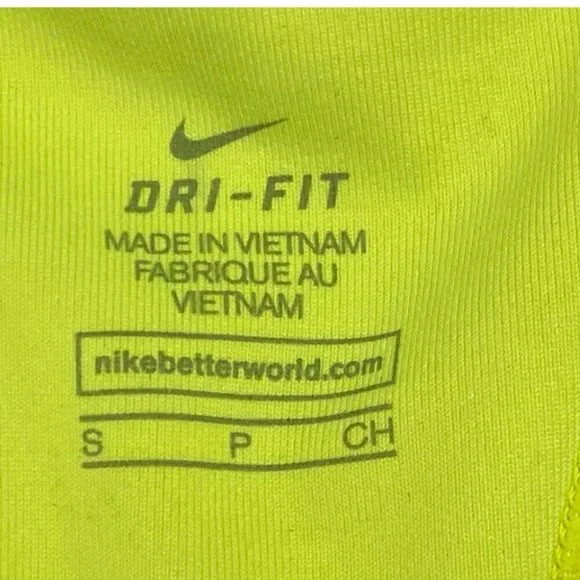 DRI-FIT
MADE IN VIETNAM
FABRIQUE AU
VIETNAM
nikebetterworld.com
S P CH